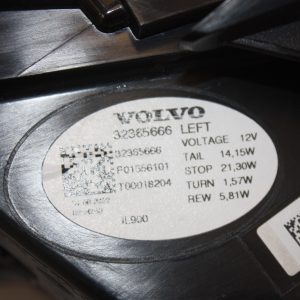 VOLVO
32365666 LEFT
VOLTAGE 12V
32365666 TAIL 14,15W
P01556101 STOP 21,30W
T00018204 TURN 1,57W
REW 5,81W
IL900